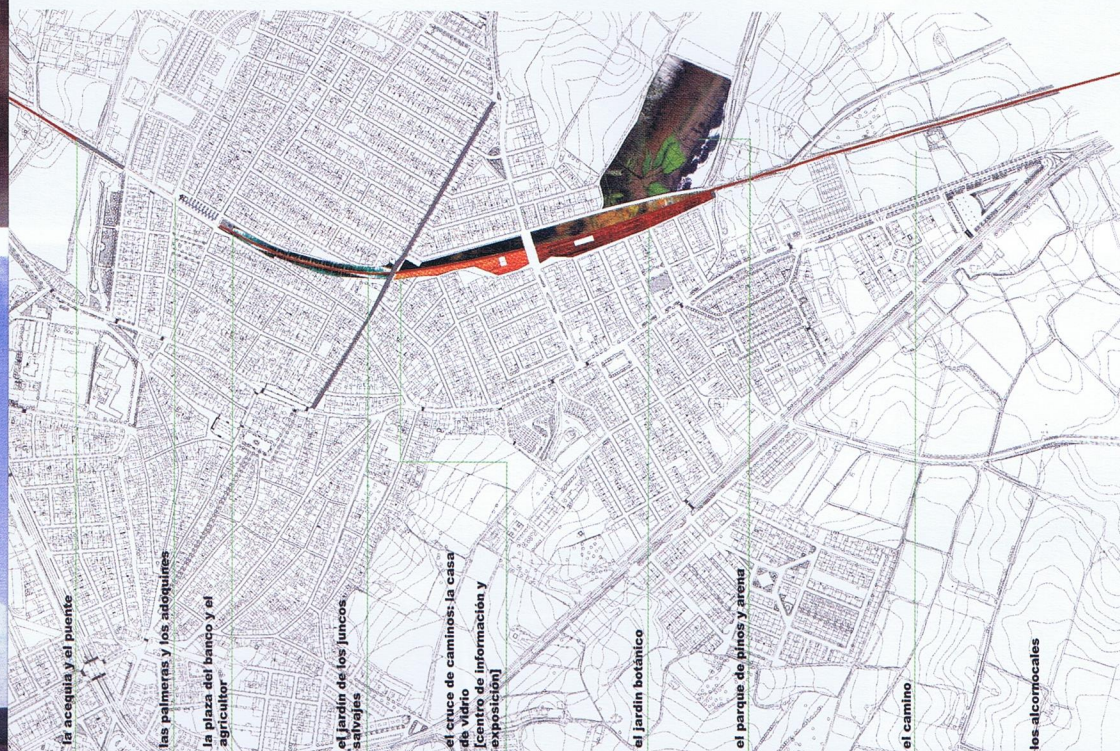 la acequia y el puente
las palmeras y los adoquines
la plaza del banco y el
agricultor
el jardín de los juncos
salvajes
el cruce de caminos: la casa
de vidrio
[centro de información y
exposición]
el jardín botánico
el parque de pinos y arena
el camino
os alcornocales